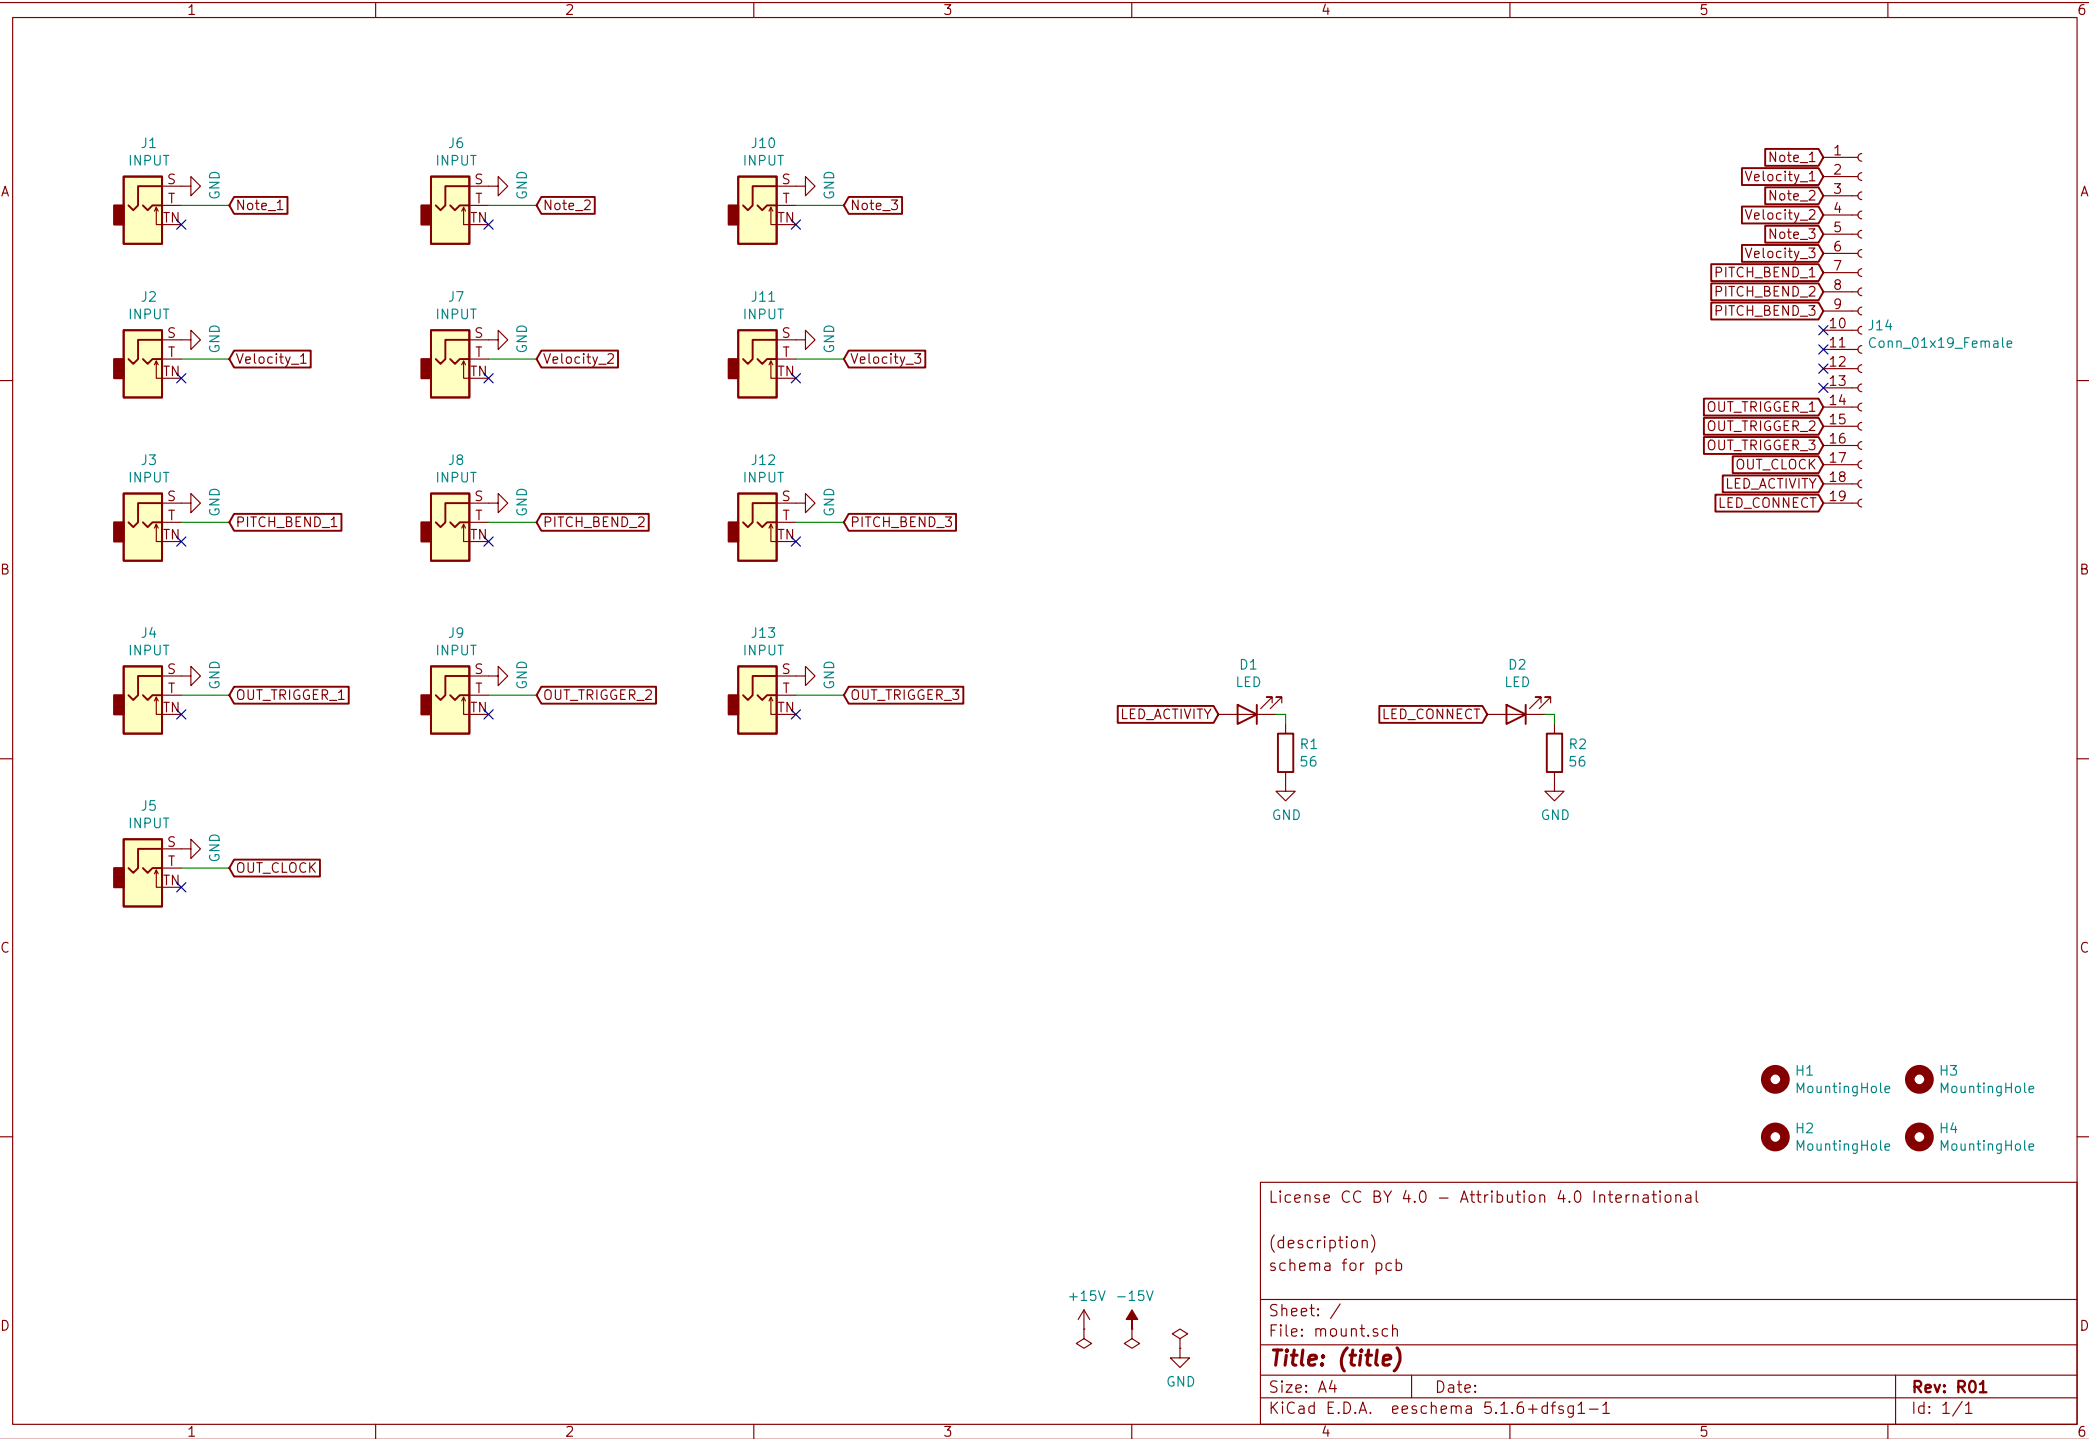 1 2 3 4 5 6
A A
B B
C C
D D
J1
INPUT
S
T
TN
GND
Note_1
J6
INPUT
S
T
TN
GND
Note_2
J10
INPUT
S
T
TN
GND
Note_3
J2
INPUT
S
T
TN
GND
Velocity_1
J7
INPUT
S
T
TN
GND
Velocity_2
J11
INPUT
S
T
TN
GND
Velocity_3
J3
INPUT
S
T
TN
GND
PITCH_BEND_1
J8
INPUT
S
T
TN
GND
PITCH_BEND_2
J12
INPUT
S
T
TN
GND
PITCH_BEND_3
J4
INPUT
S
T
TN
GND
OUT_TRIGGER_1
J9
INPUT
S
T
TN
GND
OUT_TRIGGER_2
J13
INPUT
S
T
TN
GND
OUT_TRIGGER_3
J5
INPUT
S
T
TN
GND
OUT_CLOCK
Note_1 1
Velocity_1 2
Note_2 3
Velocity_2 4
Note_3 5
Velocity_3 6
PITCH_BEND_1 7
PITCH_BEND_2 8
PITCH_BEND_3 9
10
11
12
13
OUT_TRIGGER_1 14
OUT_TRIGGER_2 15
OUT_TRIGGER_3 16
OUT_CLOCK 17
LED_ACTIVITY 18
LED_CONNECT 19
J14
Conn_01x19_Female
D1
LED
LED_ACTIVITY
R1
56
GND
D2
LED
LED_CONNECT
R2
56
GND
H1
MountingHole
H3
MountingHole
H2
MountingHole
H4
MountingHole
+15V -15V
GND
License CC BY 4.0 - Attribution 4.0 International
(description)
schema for pcb
Sheet: /
File: mount.sch
Title: (title)
Size: A4 Date: Rev: R01
KiCad E.D.A. eeschema 5.1.6+dfsg1-1 Id: 1/1
1 2 3 4 5 6